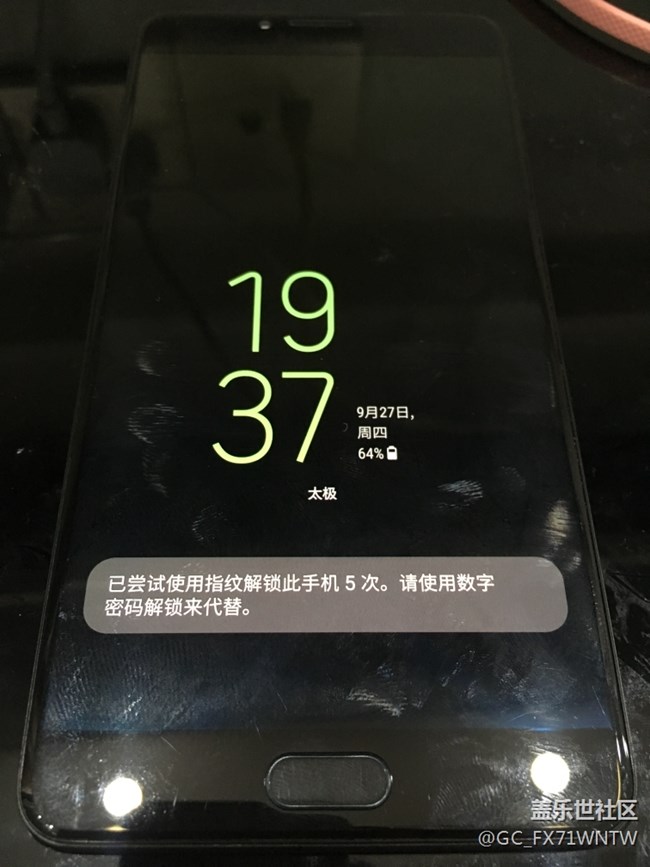 19
37
9月27日,
周四
64%
太极
已尝试使用指纹解锁此手机 5 次。请使用数字
密码解锁来代替。
盖乐世社区
@GC_FX71WNTW